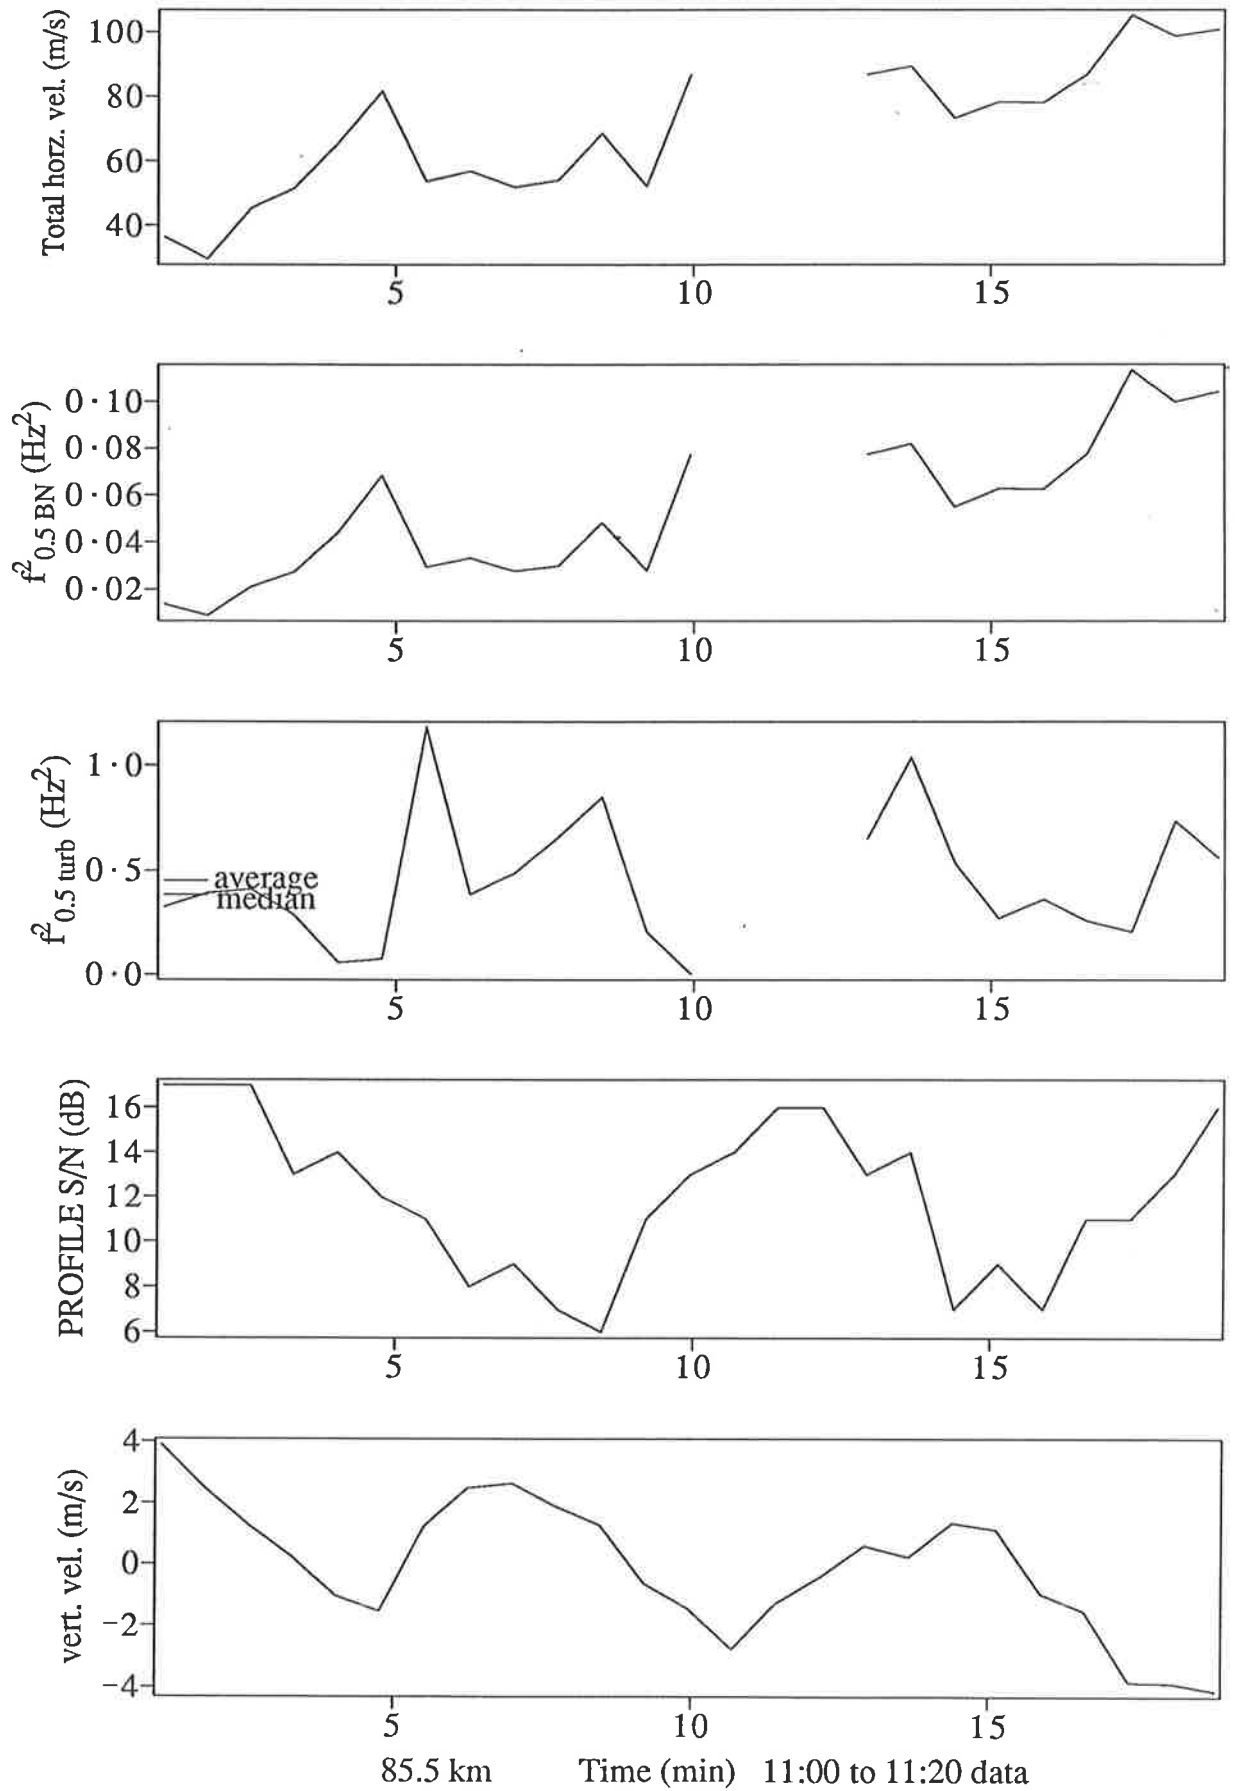 Total horz. vel. (m/s)
100
80
60
40
5 10 15
f²0.5 BN (Hz²)
0·10
0·08
0·06
0·04
0·02
5 10 15
f²0.5 turb (Hz²)
1·0
0·5
0·0
average
median
5 10 15
PROFILE S/N (dB)
16
14
12
10
8
6
5 10 15
vert. vel. (m/s)
4
2
0
−2
−4
5 10 15
85.5 km Time (min) 11:00 to 11:20 data